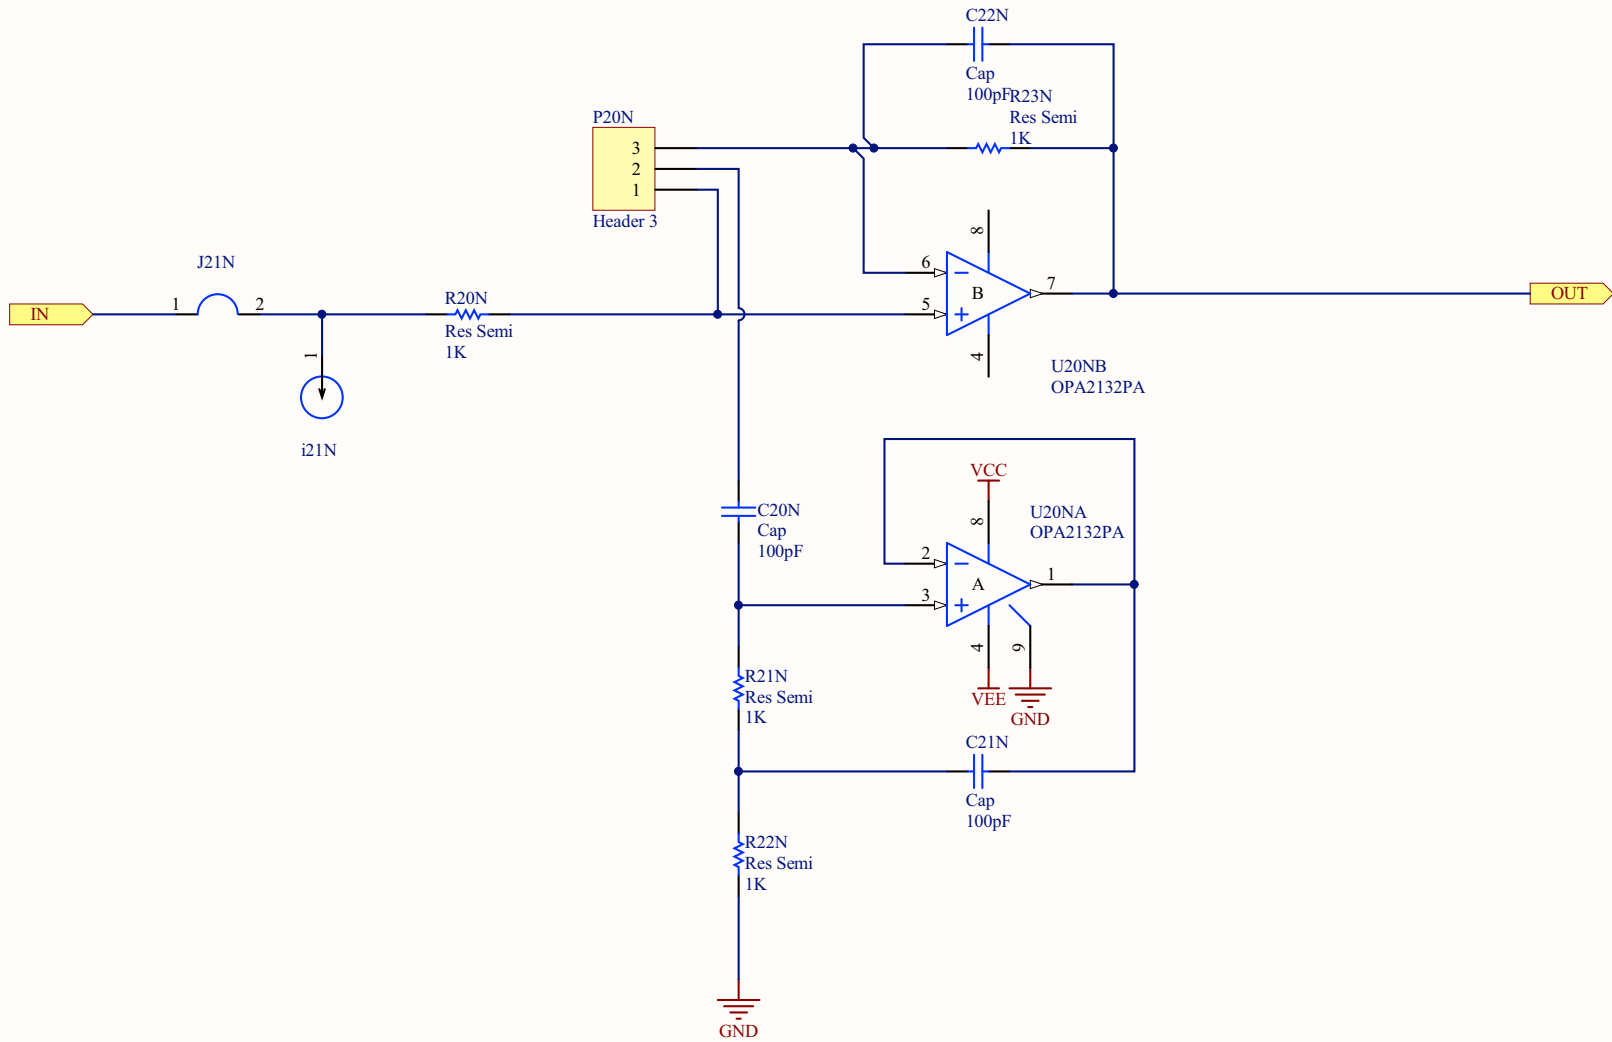 C22N
Cap
100pF
R23N
Res Semi
1K
P20N
3
2
1
Header 3
8
J21N
6
7
B
1
2
IN
R20N
5
OUT
Res Semi
1K
1
4
U20NB
OPA2132PA
i21N
VCC
C20N
Cap
100pF
8
U20NA
OPA2132PA
2
1
A
3
4
9
R21N
Res Semi
1K
VEE
GND
C21N
Cap
100pF
R22N
Res Semi
1K
GND